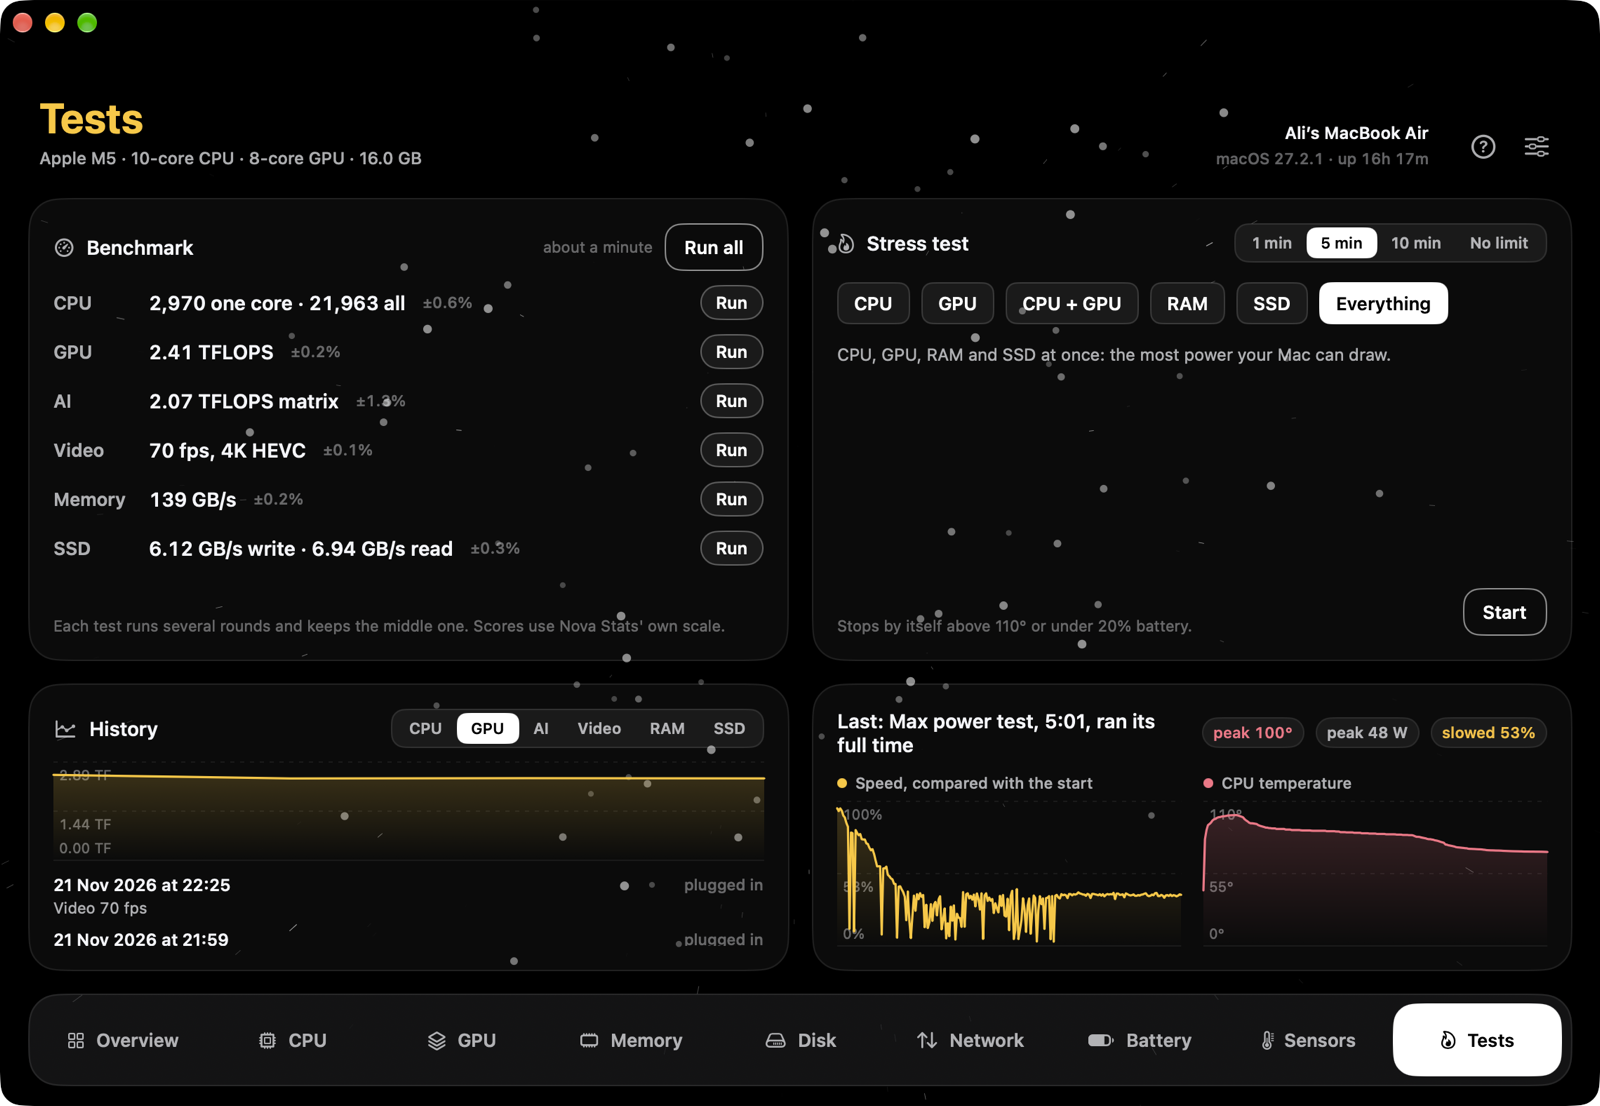 Tests
Apple M5 · 10-core CPU · 8-core GPU · 16.0 GB
Ali’s MacBook Air
macOS 27.2.1 · up 16h 17m
?
Benchmark
about a minute
Run all
CPU 2,970 one core · 21,963 all ±0.6% Run
GPU 2.41 TFLOPS ±0.2% Run
AI 2.07 TFLOPS matrix Run
Video 70 fps, 4K HEVC ±0.1% Run
Memory 139 GB/s ±0.2% Run
SSD 6.12 GB/s write · 6.94 GB/s read ±0.3% Run
Each test runs several rounds and keeps the middle one. Scores use Nova Stats' own scale.
Stress test
1 min 5 min 10 min No limit
CPU GPU CPU + GPU RAM SSD Everything
CPU, GPU, RAM and SSD at once: the most power your Mac can draw.
Stops by itself above 110° or under 20% battery.
Start
History
CPU GPU AI Video RAM SSD
TF
1.44 TF
0.00 TF
21 Nov 2026 at 22:25 plugged in
Video 70 fps
21 Nov 2026 at 21:59 plugged in
Last: Max power test, 5:01, ran its
full time
peak 100° peak 48 W slowed 53%
Speed, compared with the start
100%
0%
CPU temperature
110°
55°
0°
Overview CPU GPU Memory Disk Network Battery Sensors Tests